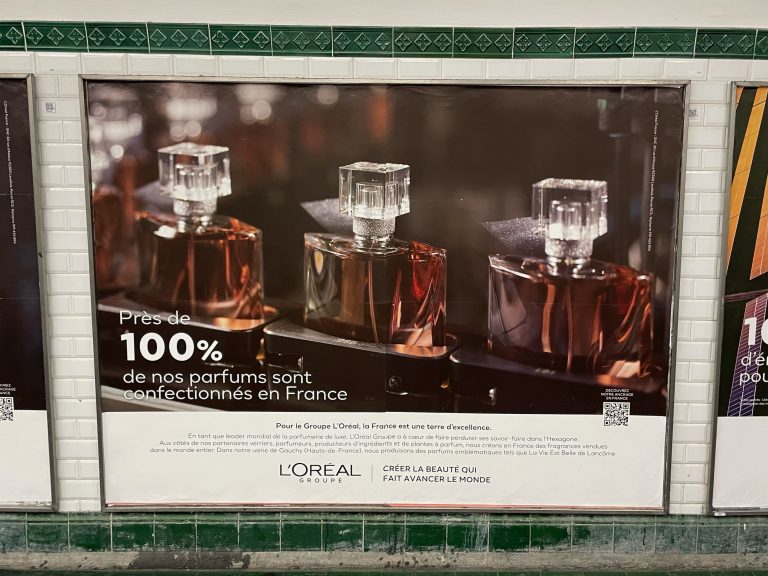 Près de
100%
de nos parfums sont
confectionnés en France
DÉCOUVREZ
NOTRE ANCRAGE
EN FRANCE
Pour le Groupe L'Oréal, la France est une terre d'excellence.
En tant que leader mondial de la parfumerie de luxe, L'Oréal Groupe a à cœur de faire perdurer ses savoir-faire dans l'Hexagone.
Aux côtés de nos partenaires verriers, parfumeurs, producteurs d'ingrédients et de plantes à parfum, nous créons en France des fragrances vendues
dans le monde entier. Dans notre usine de Gauchy (Hauts-de-France), nous produisons des parfums emblématiques tels que La Vie Est Belle de Lancôme.
L'ORÉAL
GROUPE
CRÉER LA BEAUTÉ QUI
FAIT AVANCER LE MONDE
10
d'é
pou